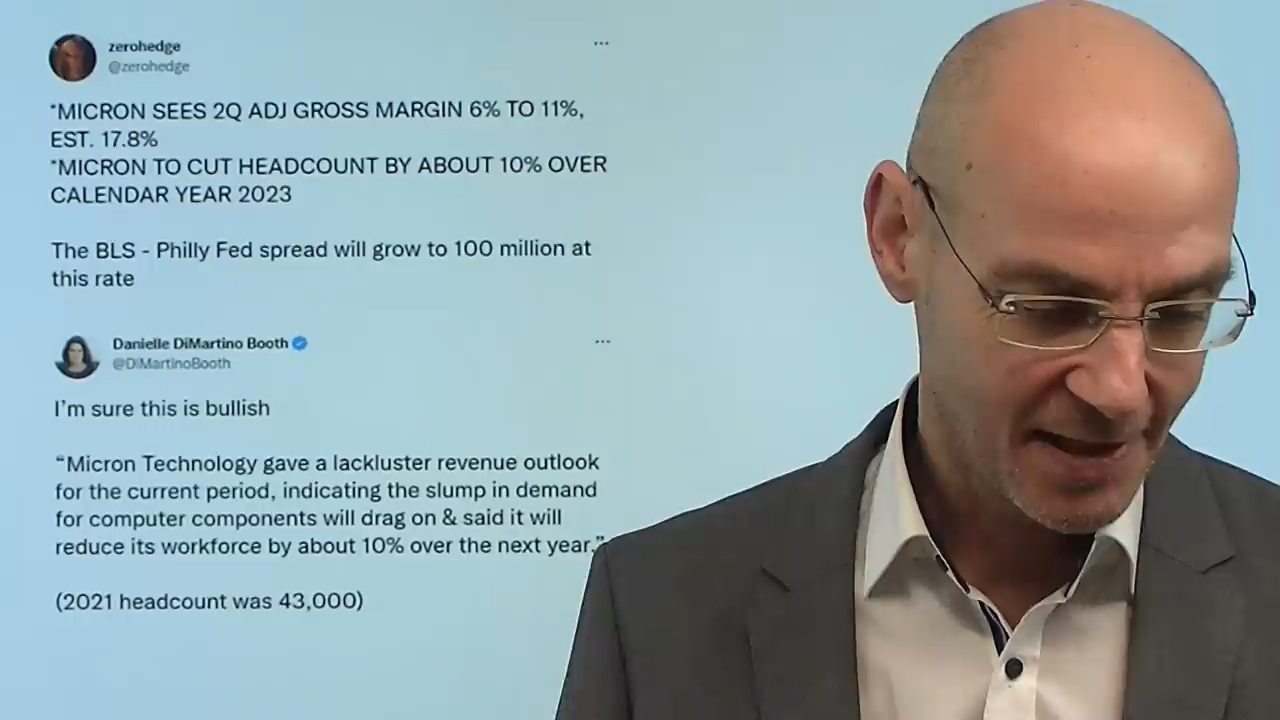 zerohedge
@zerohedge
*MICRON SEES 2Q ADJ GROSS MARGIN 6% TO 11%,
EST. 17.8%
*MICRON TO CUT HEADCOUNT BY ABOUT 10% OVER
CALENDAR YEAR 2023
The BLS - Philly Fed spread will grow to 100 million at
this rate
Danielle DiMartino Booth
@DiMartinoBooth
I'm sure this is bullish
“Micron Technology gave a lackluster revenue outlook
for the current period, indicating the slump in demand
for computer components will drag on & said it will
reduce its workforce by about 10% over the next year.”
(2021 headcount was 43,000)